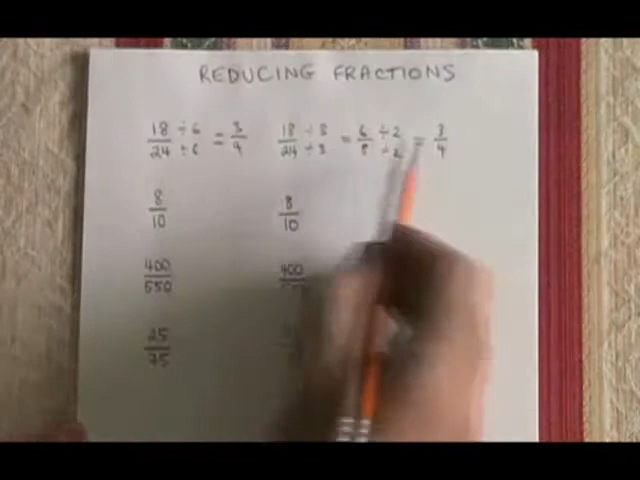 REDUCING FRACTIONS
18/24 ÷6/÷6 = 3/4 18/24 ÷3/÷3 = 6/8 ÷2/÷2 = 3/4
8/10 8/10
400/550 400
25/75